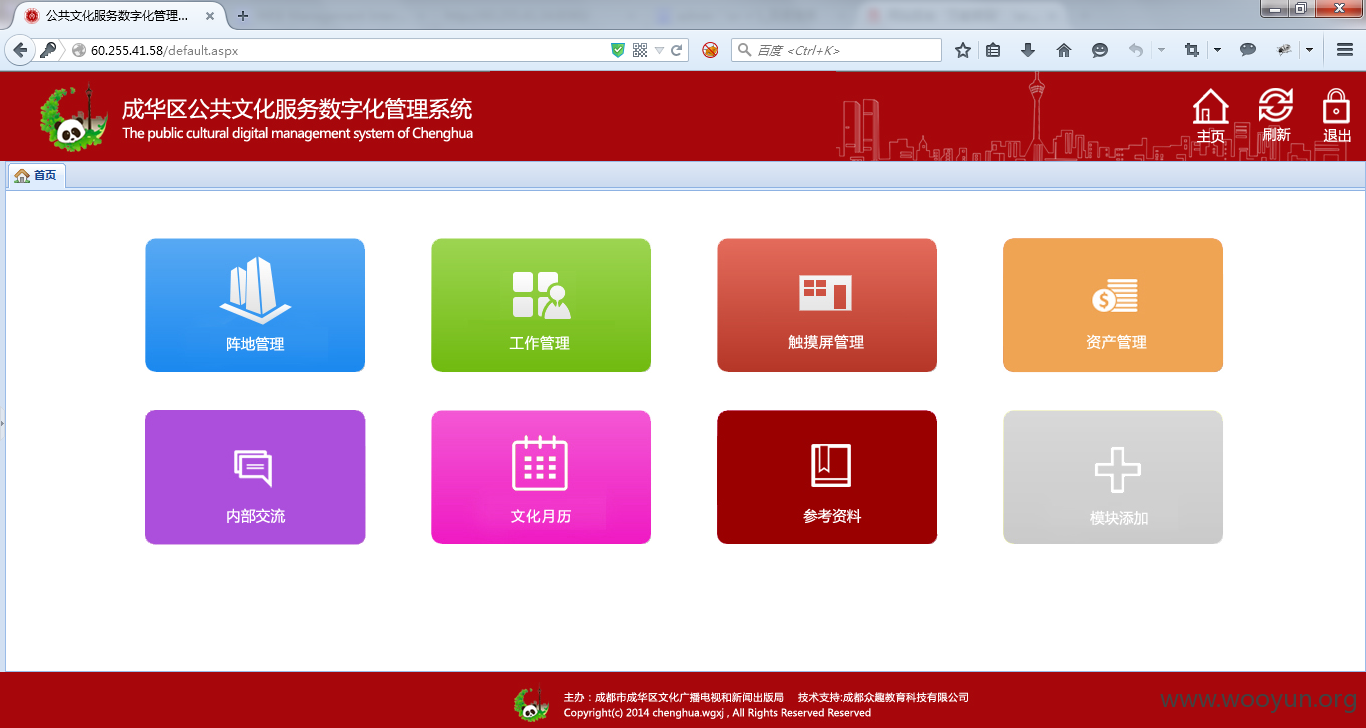 公共文化服务数字化管理...
60.255.41.58/default.aspx
百度 <Ctrl+K>
成华区公共文化服务数字化管理系统
The public cultural digital management system of Chenghua
主页
刷新
退出
首页
阵地管理
工作管理
触摸屏管理
资产管理
内部交流
文化月历
参考资料
模块添加
主办：成都市成华区文化广播电视和新闻出版局 技术支持:成都众趣教育科技有限公司
Copyright(c) 2014 chenghua.wgxj , All Rights Reserved Reserved
www.wooyun.org